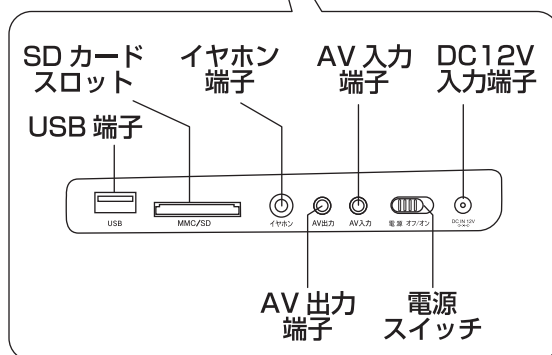 SD カード
スロット
イヤホン
端子
AV 入力
端子
DC12V
入力端子
USB 端子
USB
MMC/SD
イヤホン
AV出力
AV入力
電源 オフ/オン
DC IN 12V
AV 出力
端子
電源
スイッチ